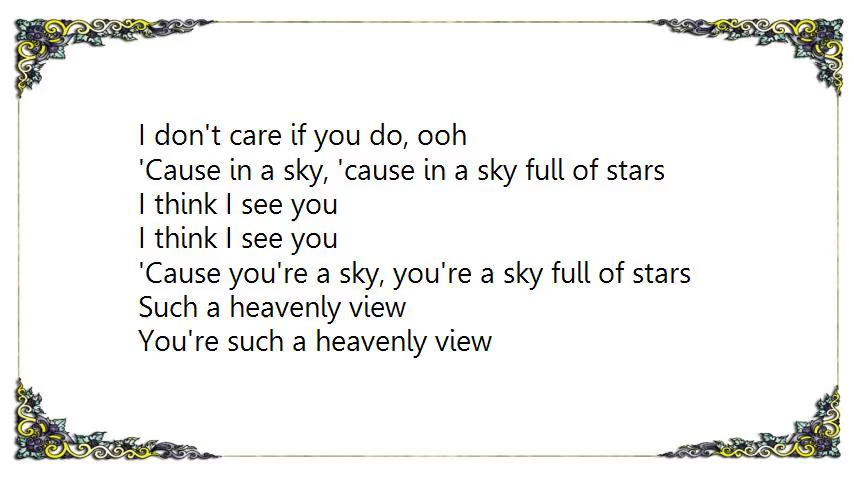 I don't care if you do, ooh
'Cause in a sky, 'cause in a sky full of stars
I think I see you
I think I see you
'Cause you're a sky, you're a sky full of stars
Such a heavenly view
You're such a heavenly view